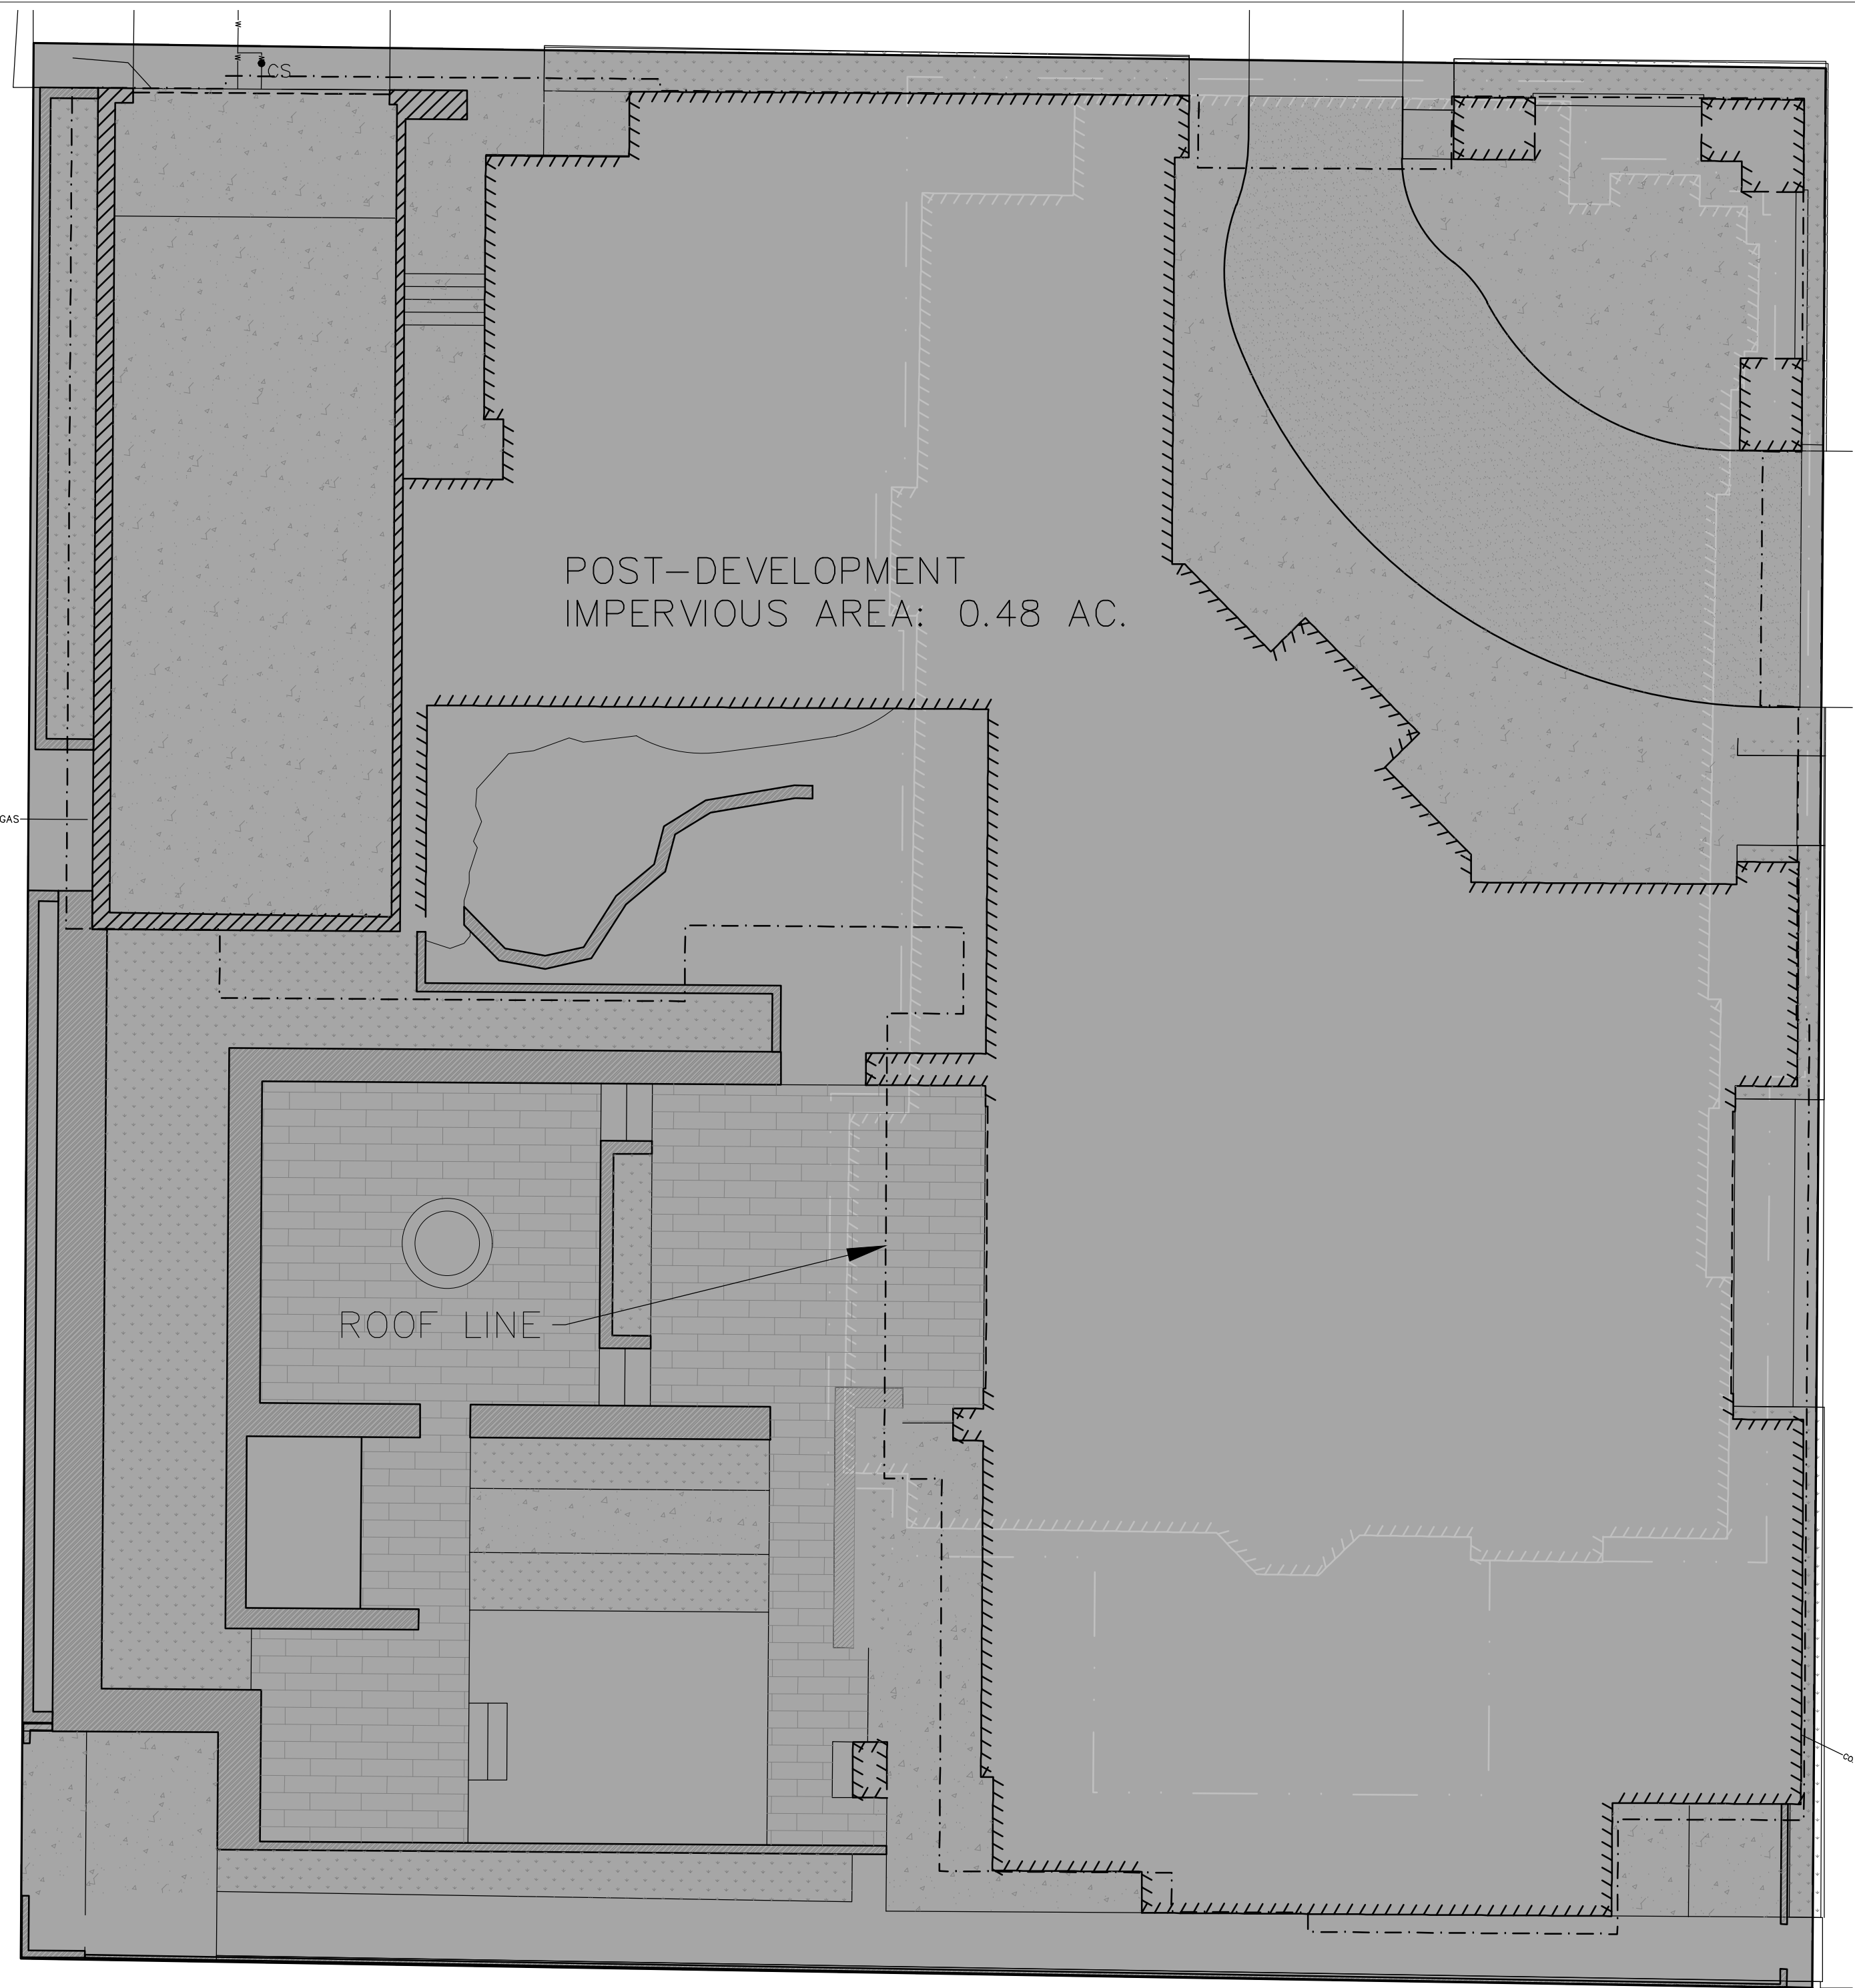 CS
POST-DEVELOPMENT
IMPERVIOUS AREA: 0.48 AC.
GAS
ROOF LINE
CO